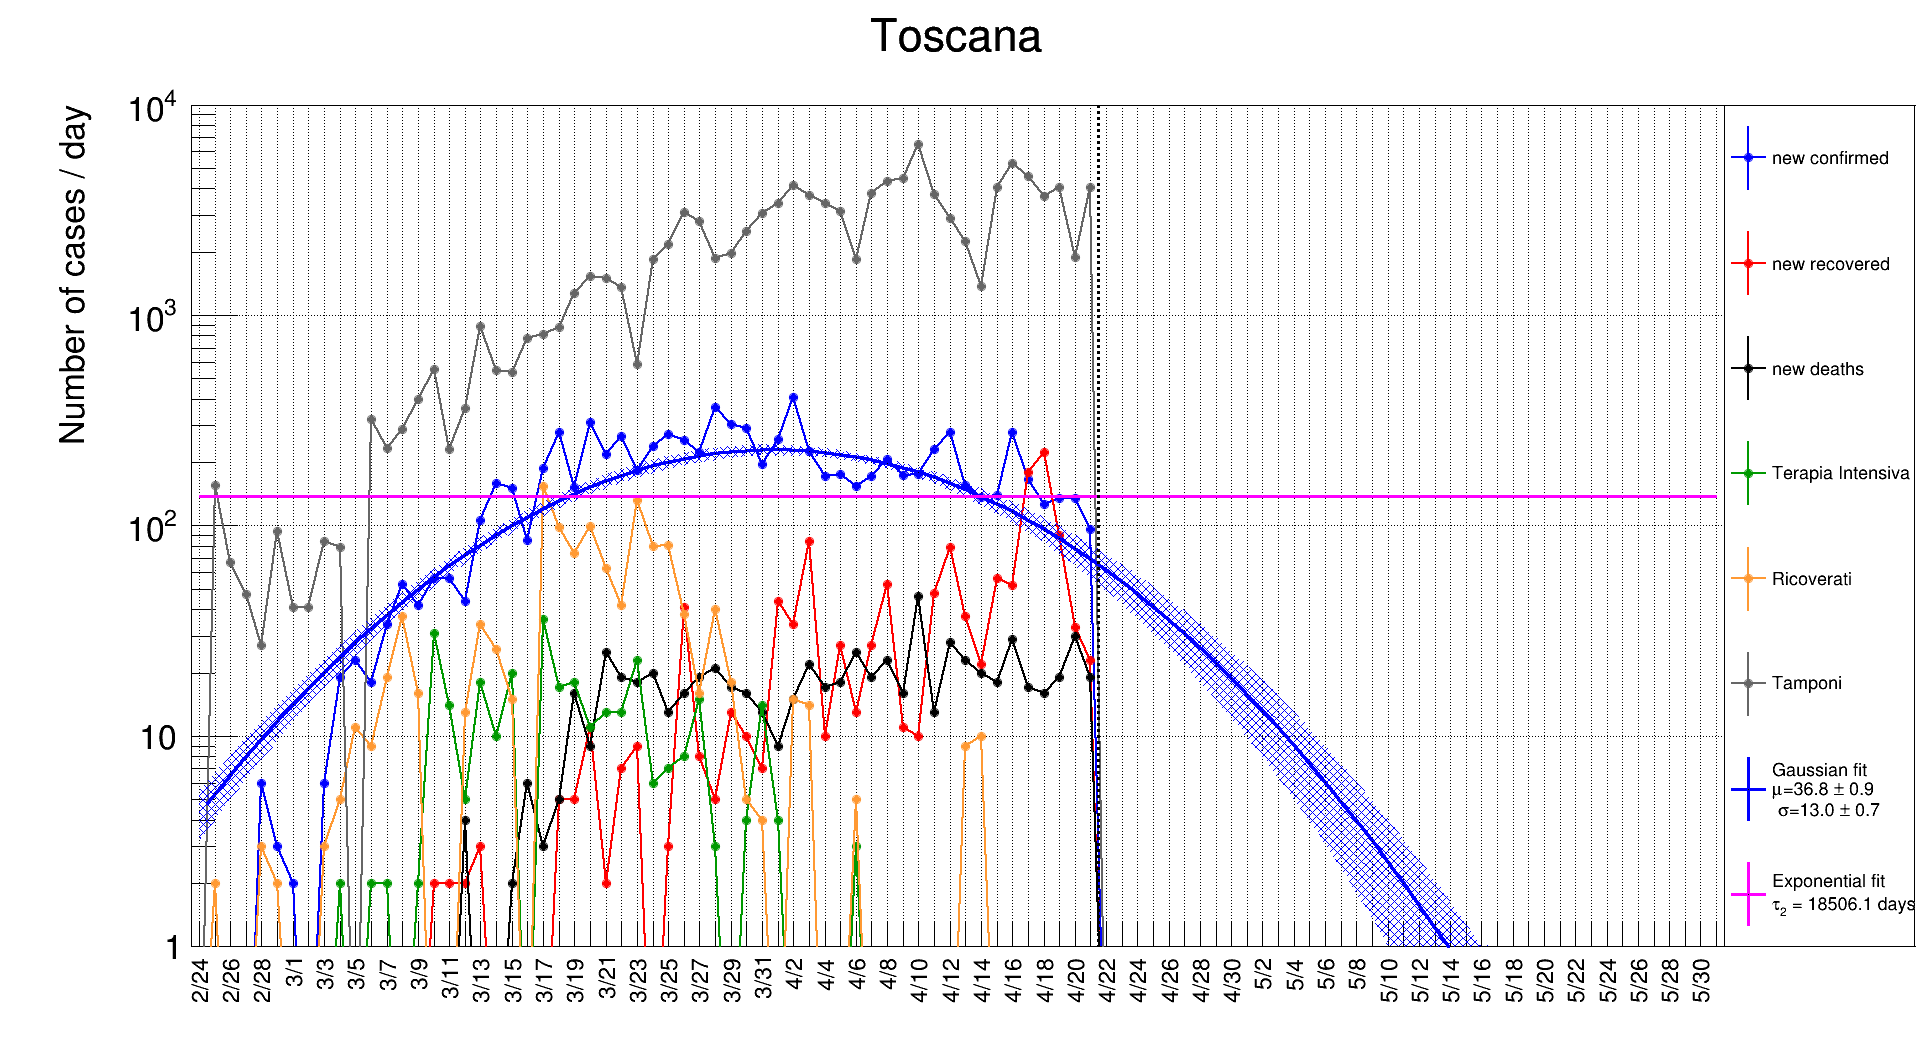 Toscana
Number of cases / day
10^4
10^3
10^2
10
1
2/24 2/26 2/28 3/1 3/3 3/5 3/7 3/9 3/11 3/13 3/15 3/17 3/19 3/21 3/23 3/25 3/27 3/29 3/31 4/2 4/4 4/6 4/8 4/10 4/12 4/14 4/16 4/18 4/20 4/22 4/24 4/26 4/28 4/30 5/2 5/4 5/6 5/8 5/10 5/12 5/14 5/16 5/18 5/20 5/22 5/24 5/26 5/28 5/30
new confirmed
new recovered
new deaths
Terapia Intensiva
Ricoverati
Tamponi
Gaussian fit
μ=36.8 ± 0.9
σ=13.0 ± 0.7
Exponential fit
τ_2 = 18506.1 days